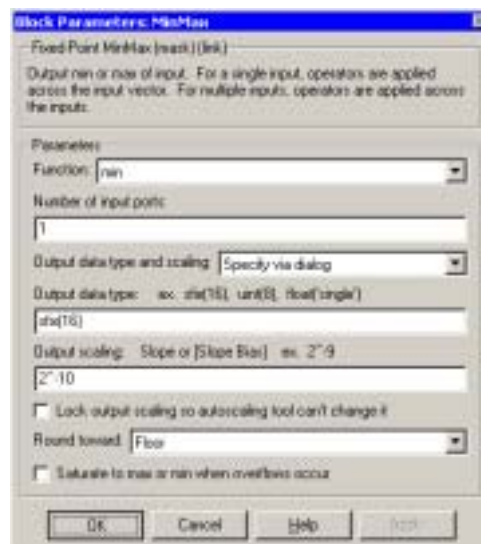 Block Parameters: MinMax
Fixed-Point MinMax (mask) (link)
Output min or max of input. For a single input, operators are applied
across the input vector. For multiple inputs, operators are applied across
the inputs.
Parameters
Function: min
Number of input ports:
1
Output data type and scaling: Specify via dialog
Output data type: ex. sfix(16), uint(8), float('single')
sfix(16)
Output scaling: Slope or [Slope Bias] ex. 2^-9
2^-10
Lock output scaling so autoscaling tool can't change it
Round toward: Floor
Saturate to max or min when overflows occur
OK Cancel Help Apply